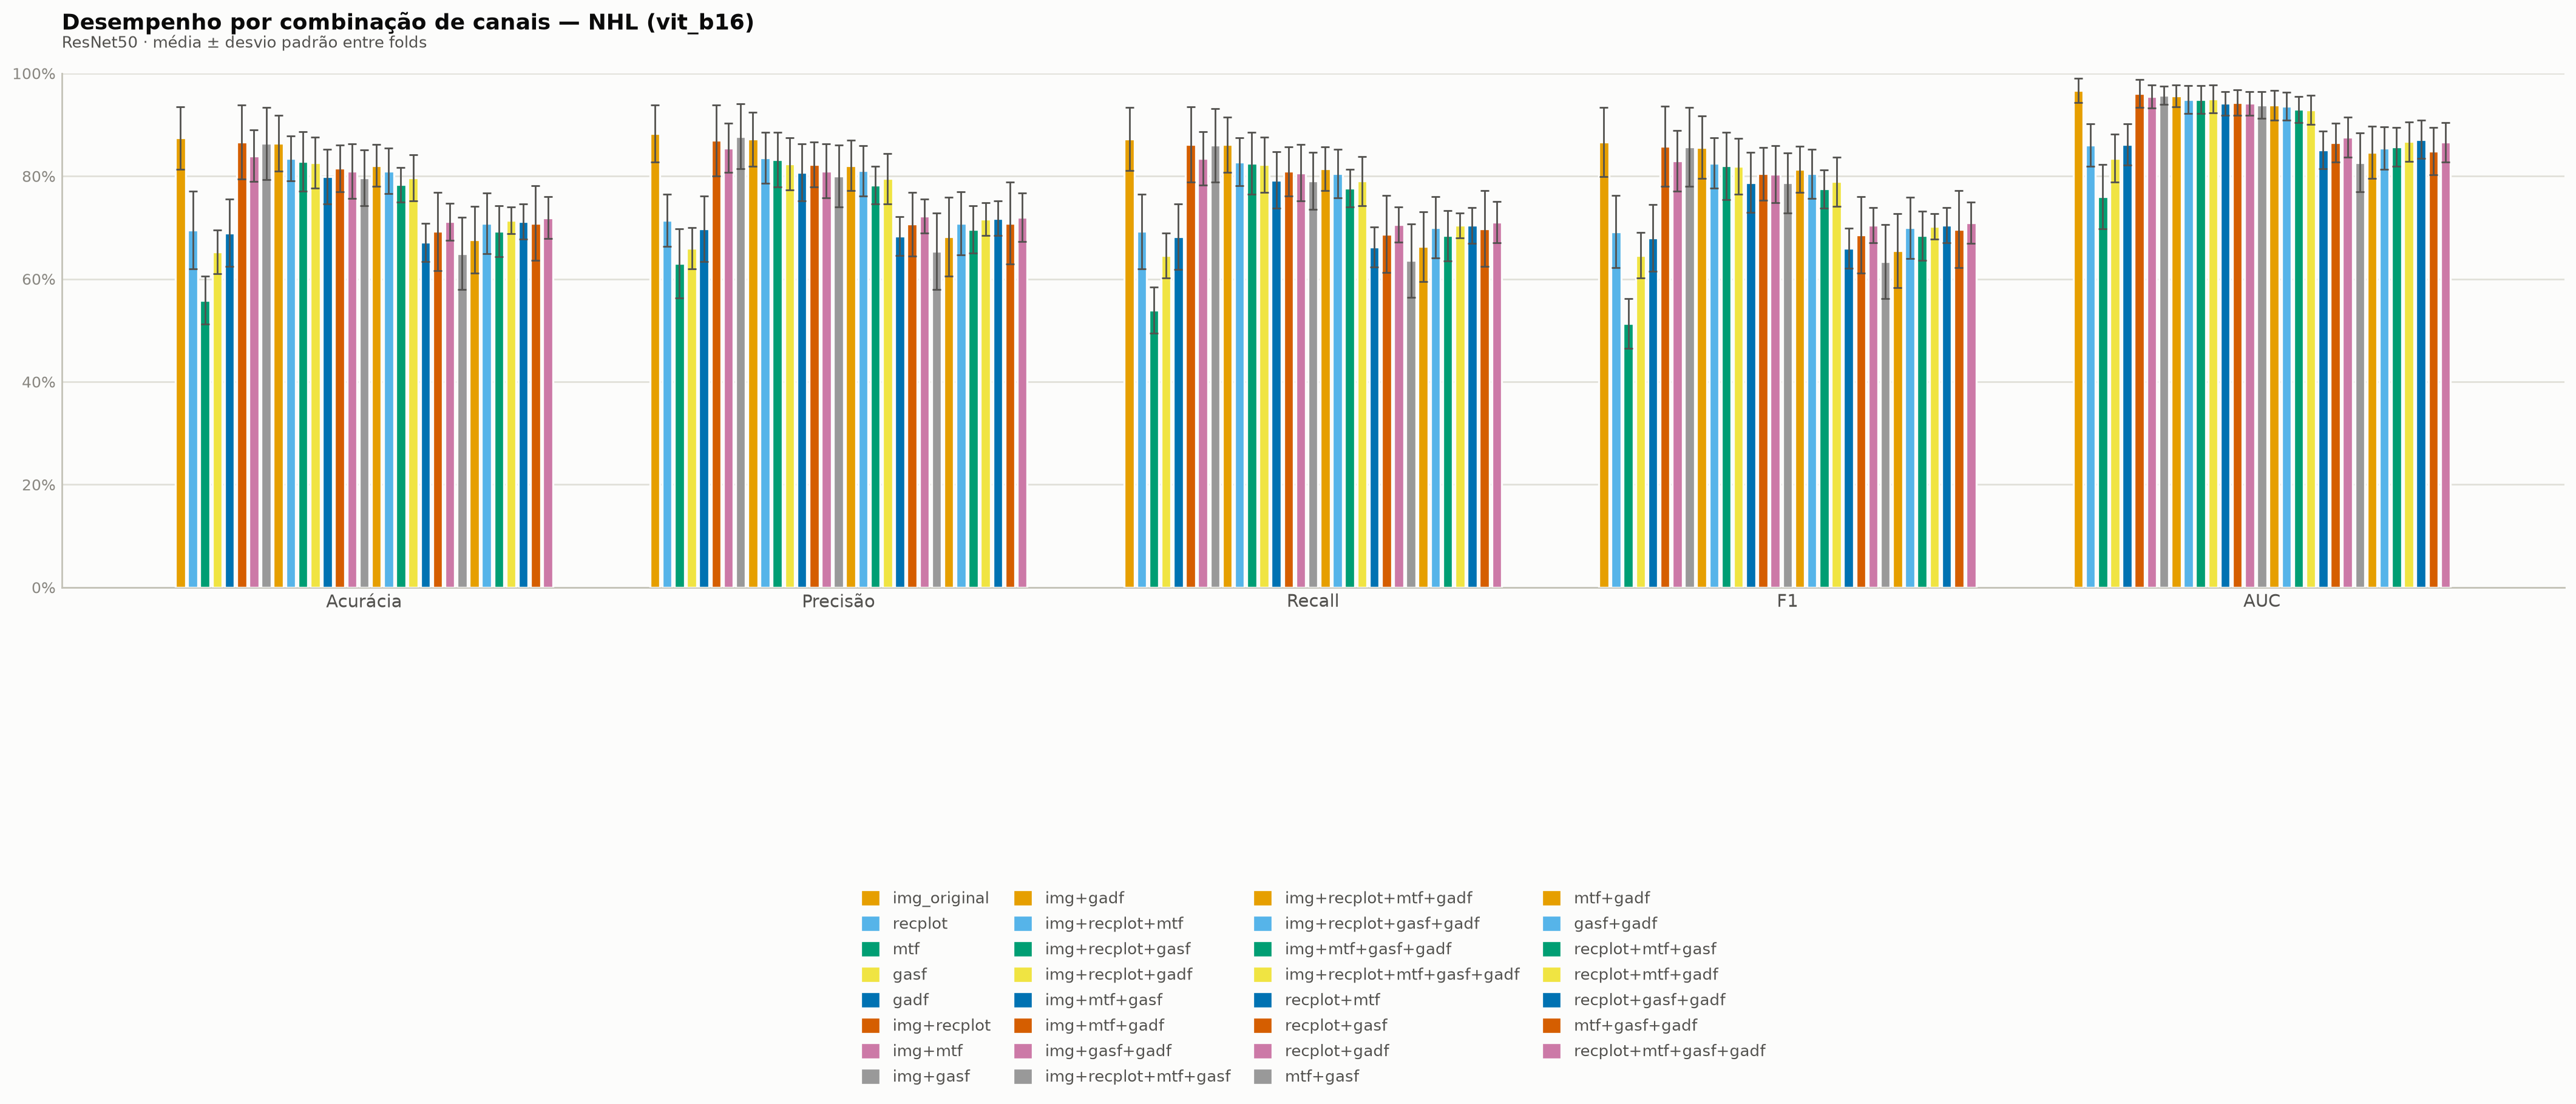 Desempenho por combinação de canais — NHL (vit_b16)
ResNet50 · média ± desvio padrão entre folds
100%
80%
60%
40%
20%
0%
Acurácia Precisão Recall F1 AUC
img_original img+gadf img+recplot+mtf+gadf mtf+gadf
recplot img+recplot+mtf img+recplot+gasf+gadf gasf+gadf
mtf img+recplot+gasf img+mtf+gasf+gadf recplot+mtf+gasf
gasf img+recplot+gadf img+recplot+mtf+gasf+gadf recplot+mtf+gadf
gadf img+mtf+gasf recplot+mtf recplot+gasf+gadf
img+recplot img+mtf+gadf recplot+gasf mtf+gasf+gadf
img+mtf img+gasf+gadf recplot+gadf recplot+mtf+gasf+gadf
img+gasf img+recplot+mtf+gasf mtf+gasf